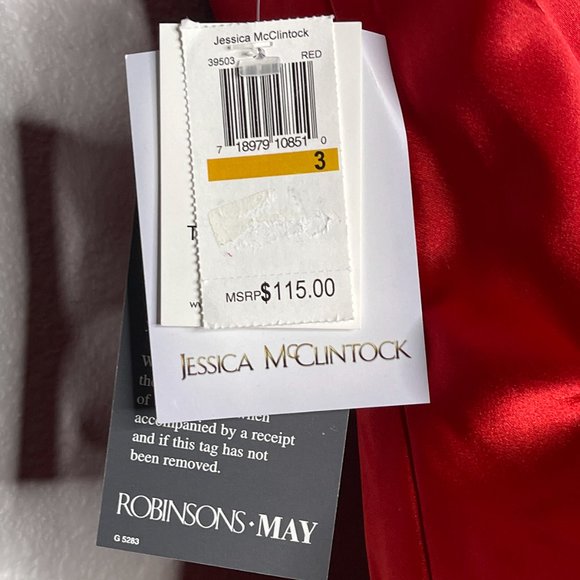 Jessica McClintock
39503 RED
7 18979 10851 0
3
MSRP $115.00
JESSICA McCLINTOCK
of
accompanied by a receipt
and if this tag has not
been removed.
ROBINSONS·MAY
G 5283